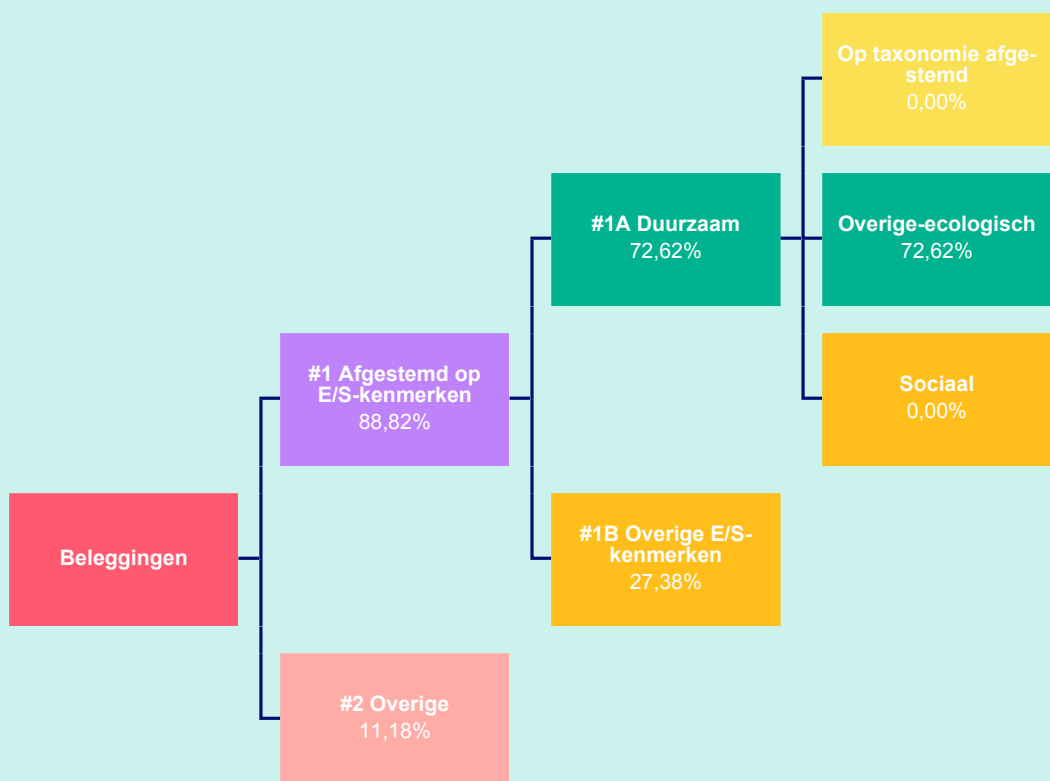 Beleggingen
#1 Afgestemd op
E/S-kenmerken
88,82%
#2 Overige
11,18%
#1A Duurzaam
72,62%
#1B Overige E/S-
kenmerken
27,38%
Op taxonomie afge-
stemd
0,00%
Overige-ecologisch
72,62%
Sociaal
0,00%